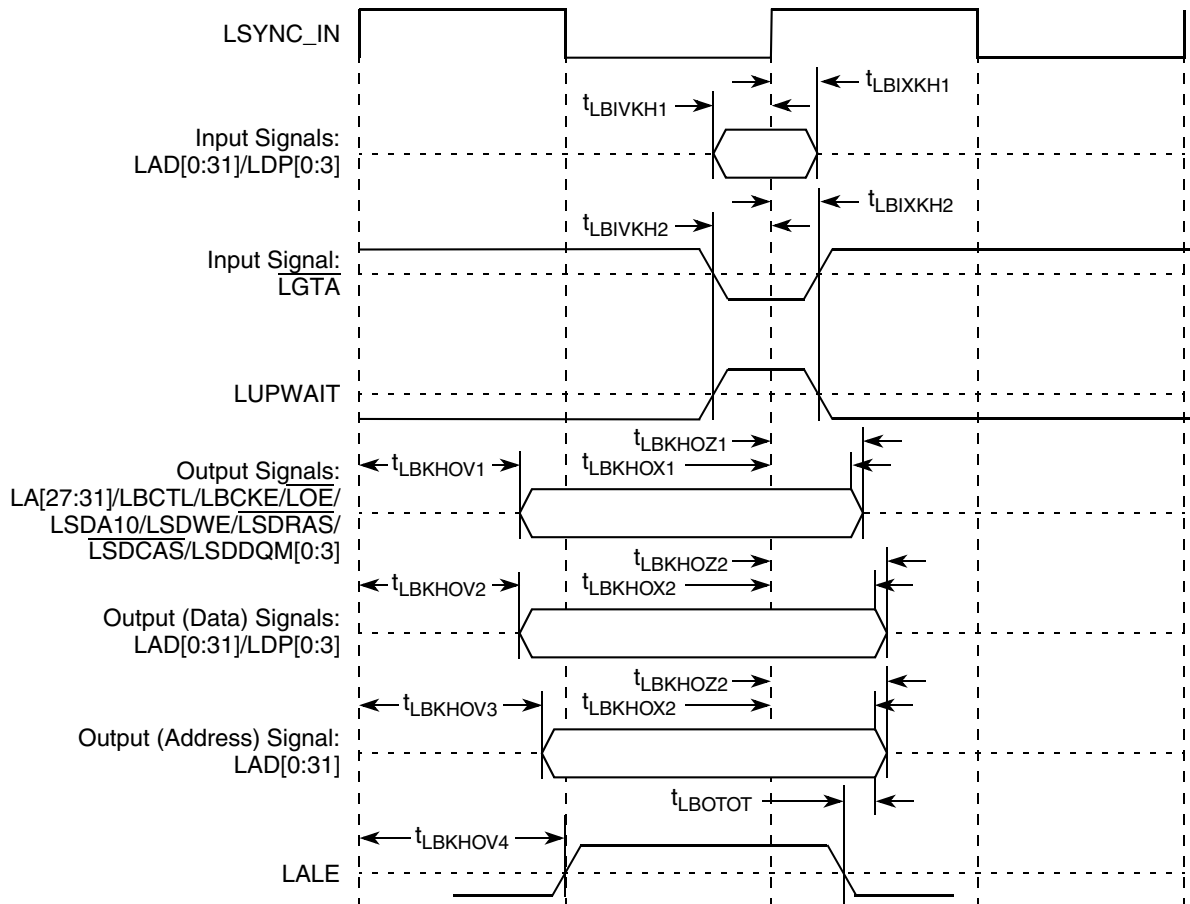 LSYNC_IN
tLBIXKH1
tLBIVKH1
Input Signals:
LAD[0:31]/LDP[0:3]
tLBIXKH2
tLBIVKH2
Input Signal:
LGTA
LUPWAIT
tLBKHOZ1
tLBKHOV1
tLBKHOX1
Output Signals:
LA[27:31]/LBCTL/LBCKE/LOE/
LSDA10/LSDWE/LSDRAS/
LSDCAS/LSDDQM[0:3]
tLBKHOZ2
tLBKHOV2
tLBKHOX2
Output (Data) Signals:
LAD[0:31]/LDP[0:3]
tLBKHOZ2
tLBKHOV3
tLBKHOX2
Output (Address) Signal:
LAD[0:31]
tLBOTOT
tLBKHOV4
LALE